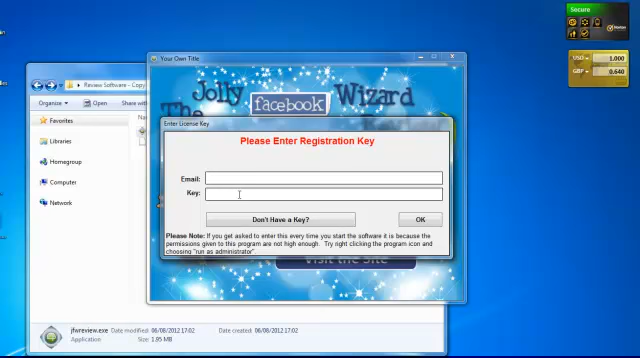 Secure
Norton
USD = 1.000
GBP = 0.640
Your Own Title
Review Software - Copy
Organize
Open
Share with
Favorites
Libraries
Homegroup
Computer
Network
Jolly
facebook
Wizard
The
Enter License Key
Please Enter Registration Key
Email:
Key:
Don't Have a Key?
OK
Please Note: If you get asked to enter this every time you start the software it is because the
permissions given to this program are not high enough. Try right clicking the program icon and
choosing "run as administrator".
Visit the Site
jfwreview.exe Date modified: 06/08/2012 17:02 Date created: 06/08/2012 17:02
Application Size: 1.95 MB